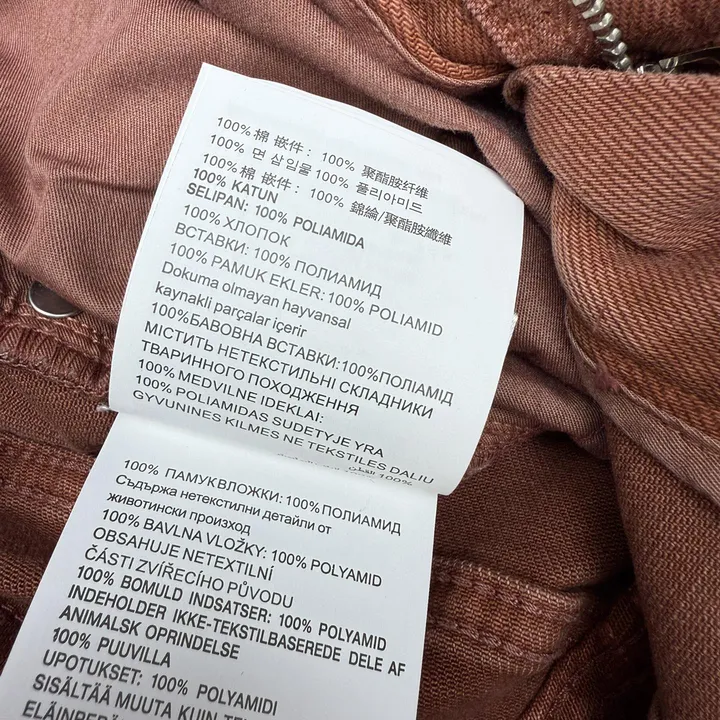 100% 棉 嵌件： 100% 聚酯胺纤维
100% 면 삽입물 100% 폴리아미드
100% 棉 嵌件： 100% 錦綸/聚酯胺纖維
100% KATUN
SELIPAN: 100% POLIAMIDA
100% ХЛОПОК
ВСТАВКИ: 100% ПОЛИАМИД
100% PAMUK EKLER: 100% POLIAMID
Dokuma olmayan hayvansal
kaynakli parçalar içerir
100%БАВОВНА ВСТАВКИ:100%ПОЛІАМІД
МІСТИТЬ НЕТЕКСТИЛЬНІ СКЛАДНИКИ
ТВАРИННОГО ПОХОДЖЕННЯ
100% MEDVILNE IDEKLAI:
100% POLIAMIDAS SUDETYJE YRA
GYVUNINES KILMES NE TEKSTILES DALIU
100%
100% ПАМУКВЛОЖКИ: 100%ПОЛИАМИД
Съдържа нетекстилни детайли от
животински произход
100% BAVLNA VLOŽKY: 100% POLYAMID
OBSAHUJE NETEXTILNÍ
ČÁSTI ZVÍŘECÍHO PŮVODU
100% BOMULD INDSATSER: 100% POLYAMID
INDEHOLDER IKKE-TEKSTILBASEREDE DELE AF
ANIMALSK OPRINDELSE
100% PUUVILLA
UPOTUKSET: 100% POLYAMIDI
SISÄLTÄÄ MUUTA KUIN